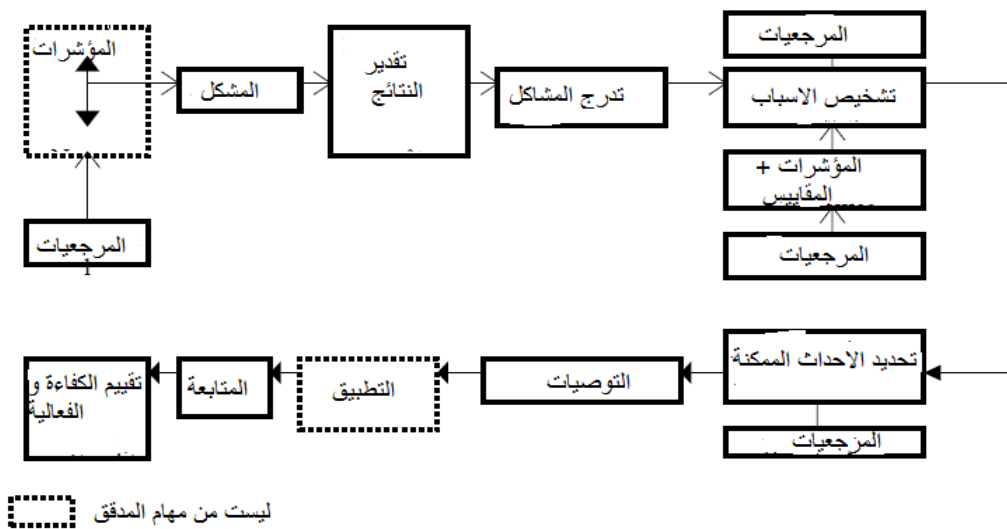 المؤشرات
المرجعيات
1
المشكل
تقدير
النتائج
تدرج المشاكل
المرجعيات
تشخيص الاسباب
المؤشرات +
المقاييس
المرجعيات
تحديد الأحداث الممكنة
المرجعيات
التوصيات
التطبيق
المتابعة
تقييم الكفاءة و
الفعالية
ليست من مهام المدقق